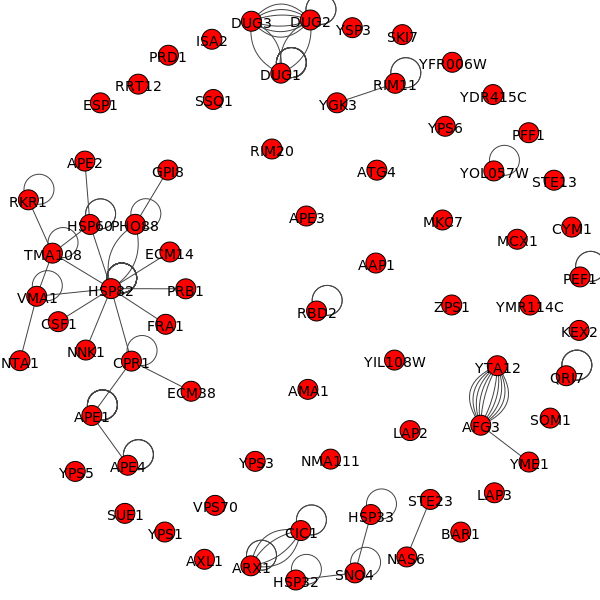 DUG3
DUG2
YSP3
SKI7
ISA2
PRD1
YFR006W
DUG1
RIM11
RRT12
YDR415C
ESP1
SSO1
YGK3
YPS6
PFF1
RIM20
APE2
GPI8
ATG4
YOL057W
STE13
RKR1
APE3
MKC7
HSP60
PHO88
CYM1
MCX1
TMA108
ECM14
AAP1
PEF1
HSP82
PRB1
VMA1
RBD2
ZPS1
YMR114C
CSF1
FRA1
KEX2
NNK1
NTA1
CPR1
YIL108W
YTA12
QRI7
ECM38
AMA1
APE1
SOM1
AFG3
LAP2
APE4
YPS5
YPS3
NMA111
YME1
LAP3
SUE1
VPS70
STE23
HSP33
YPS1
CIC1
BAR1
AXL1
ARX1
NAS6
HSP32
SNO4